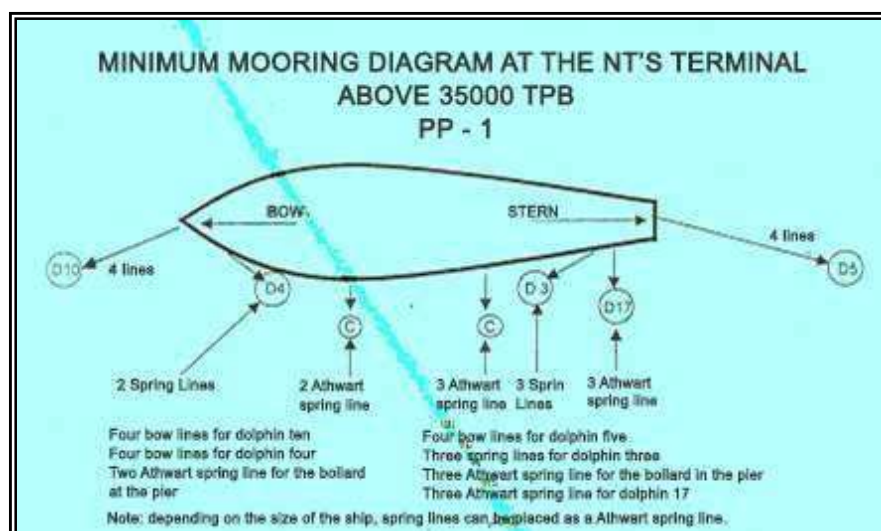 MINIMUM MOORING DIAGRAM AT THE NT'S TERMINAL
ABOVE 35000 TPB
PP - 1
BOW
STERN
4 lines
4 lines
D10
D4
C
C
D 3
D17
D5
2 Spring Lines
2 Athwart
spring line
3 Athwart
spring line
3 Sprin
Lines
3 Athwart
spring line
Four bow lines for dolphin ten
Four bow lines for dolphin four
Two Athwart spring line for the bollard
at the pier
Four bow lines for dolphin five
Three spring lines for dolphin three
Three Athwart spring line for the bollard in the pier
Three Athwart spring line for dolphin 17
Note: depending on the size of the ship, spring lines can be placed as a Athwart spring line.